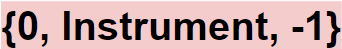 {0, Instrument, -1}